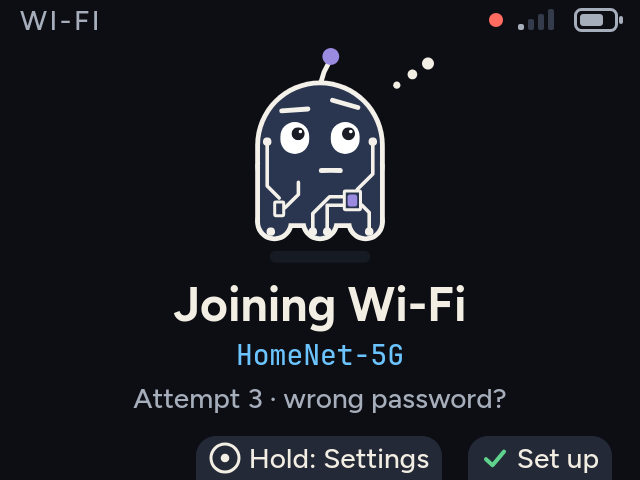 WI-FI
Joining Wi-Fi
HomeNet-5G
Attempt 3 · wrong password?
Hold: Settings
Set up